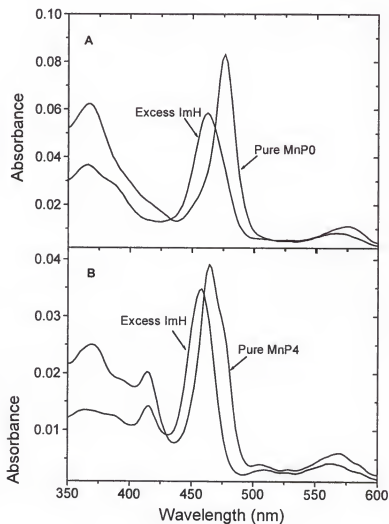 0.10
A
0.08
Excess ImH
0.06
Pure MnP0
0.04
0.02
Absorbance
0.04
B
Excess ImH
0.03
Pure MnP4
0.02
0.01
Absorbance
350 400 450 500 550 600
Wavelength (nm)